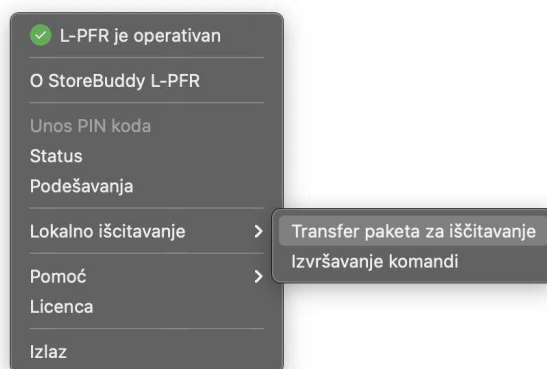 L-PFR je operativan
O StoreBuddy L-PFR
Unos PIN koda
Status
Podešavanja
Lokalno išcitavanje
Transfer paketa za iščitavanje
Izvršavanje komandi
Pomoć
Licenca
Izlaz